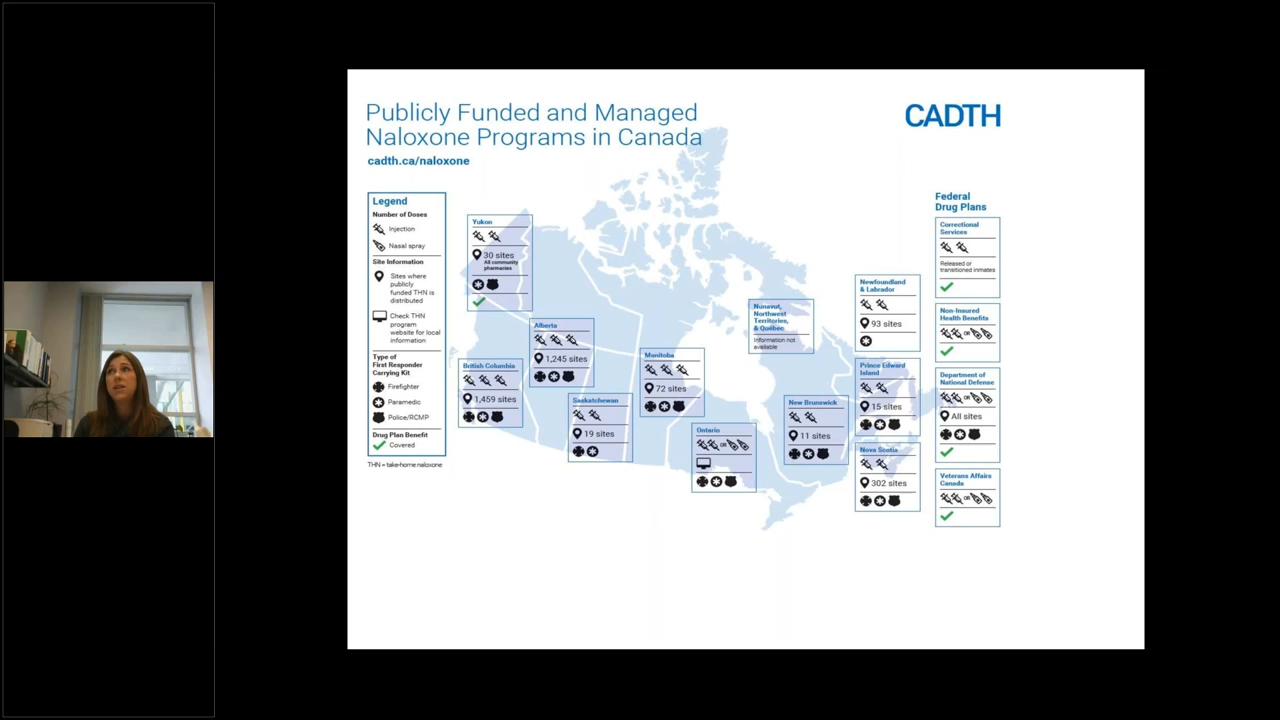 Publicly Funded and Managed
Naloxone Programs in Canada
cadth.ca/naloxone
CADTH
Legend
Number of Doses
Injection
Nasal spray
Site Information
Sites where
publicly
funded THN is
distributed
Check THN
program
website for local
information
Type of
First Responder
Carrying Kit
Firefighter
Paramedic
Police/RCMP
Drug Plan Benefit
Covered
THN = take-home naloxone
Yukon
30 sites
All community
pharmacies
British Columbia
1,459 sites
Alberta
1,245 sites
Saskatchewan
19 sites
Manitoba
72 sites
Ontario
OR
Nunavut,
Northwest
Territories,
& Québec
Information not
available
New Brunswick
11 sites
Newfoundland
& Labrador
93 sites
Prince Edward
Island
15 sites
Nova Scotia
302 sites
Federal
Drug Plans
Correctional
Services
Released or
transitioned inmates
Non-Insured
Health Benefits
OR
Department of
National Defense
OR
All sites
Veterans Affairs
Canada
OR